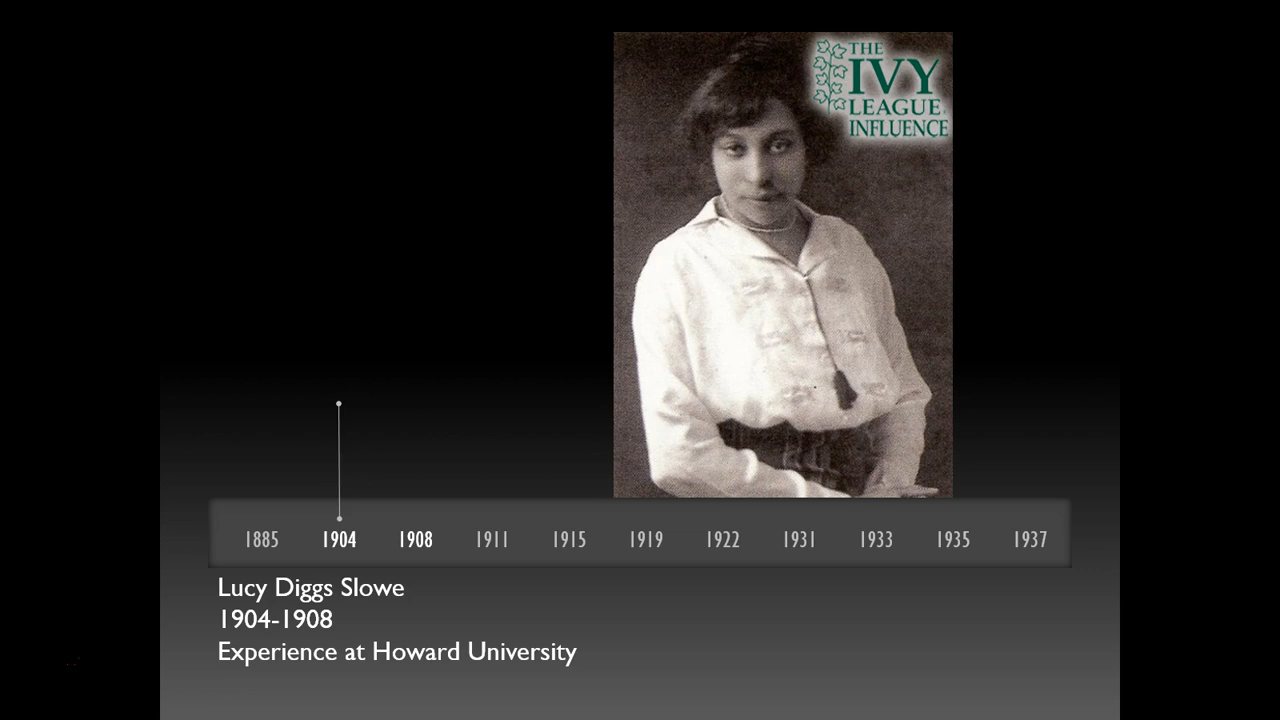 THE
IVY
LEAGUE
INFLUENCE
1885 1904 1908 1911 1915 1919 1922 1931 1933 1935 1937
Lucy Diggs Slowe
1904-1908
Experience at Howard University